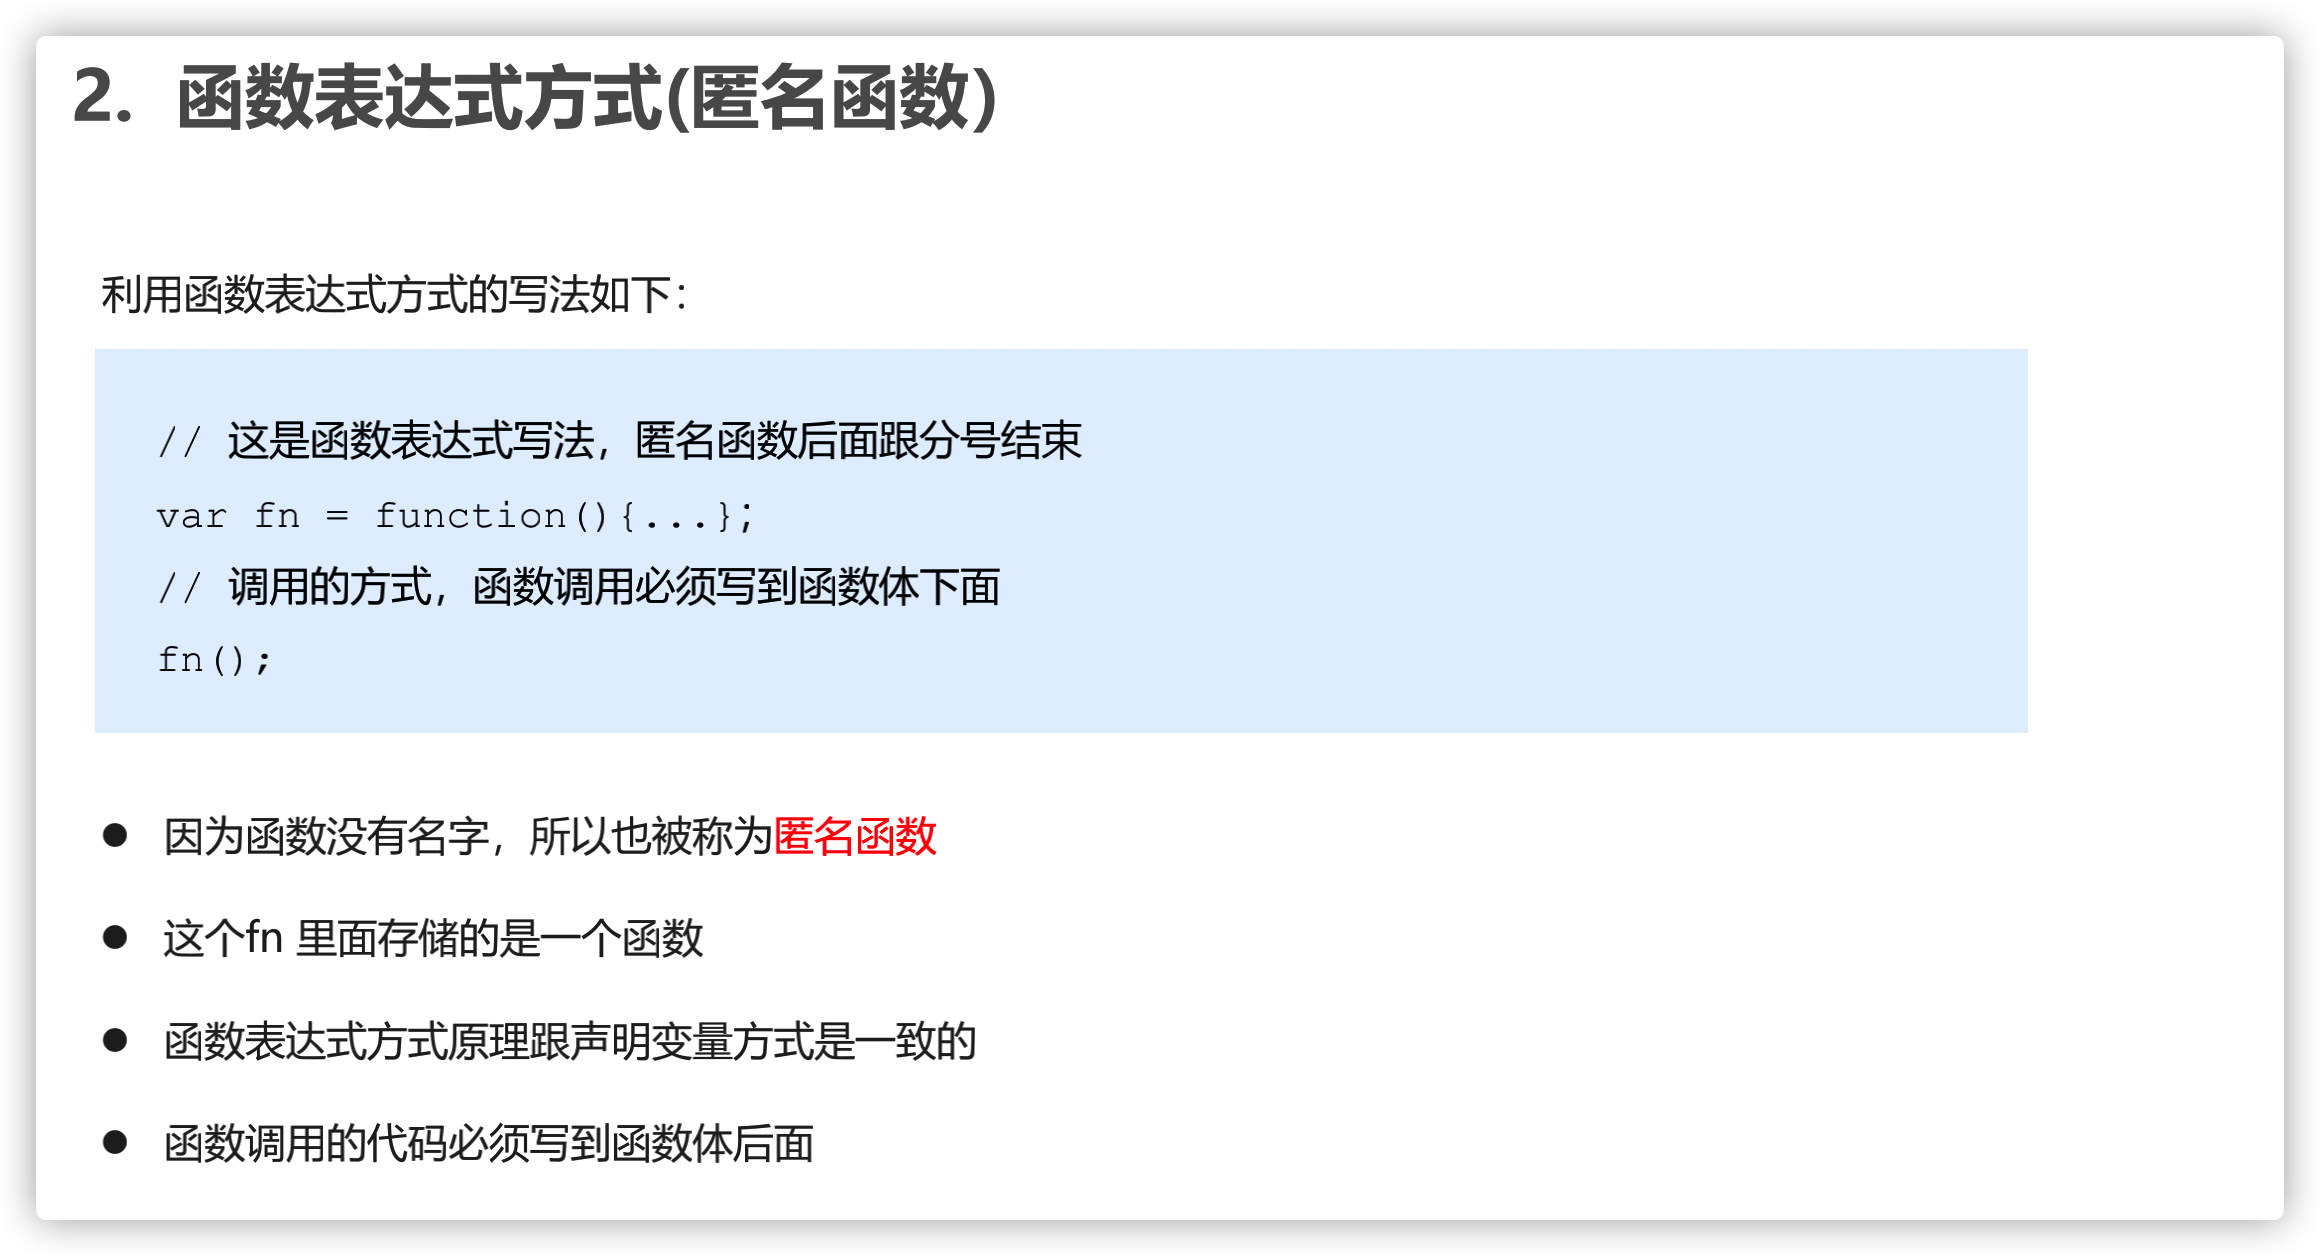 2. 函数表达式方式(匿名函数)
利用函数表达式方式的写法如下：
// 这是函数表达式写法，匿名函数后面跟分号结束
var fn = function(){...};
// 调用的方式，函数调用必须写到函数体下面
fn();
● 因为函数没有名字，所以也被称为匿名函数
● 这个fn 里面存储的是一个函数
● 函数表达式方式原理跟声明变量方式是一致的
● 函数调用的代码必须写到函数体后面